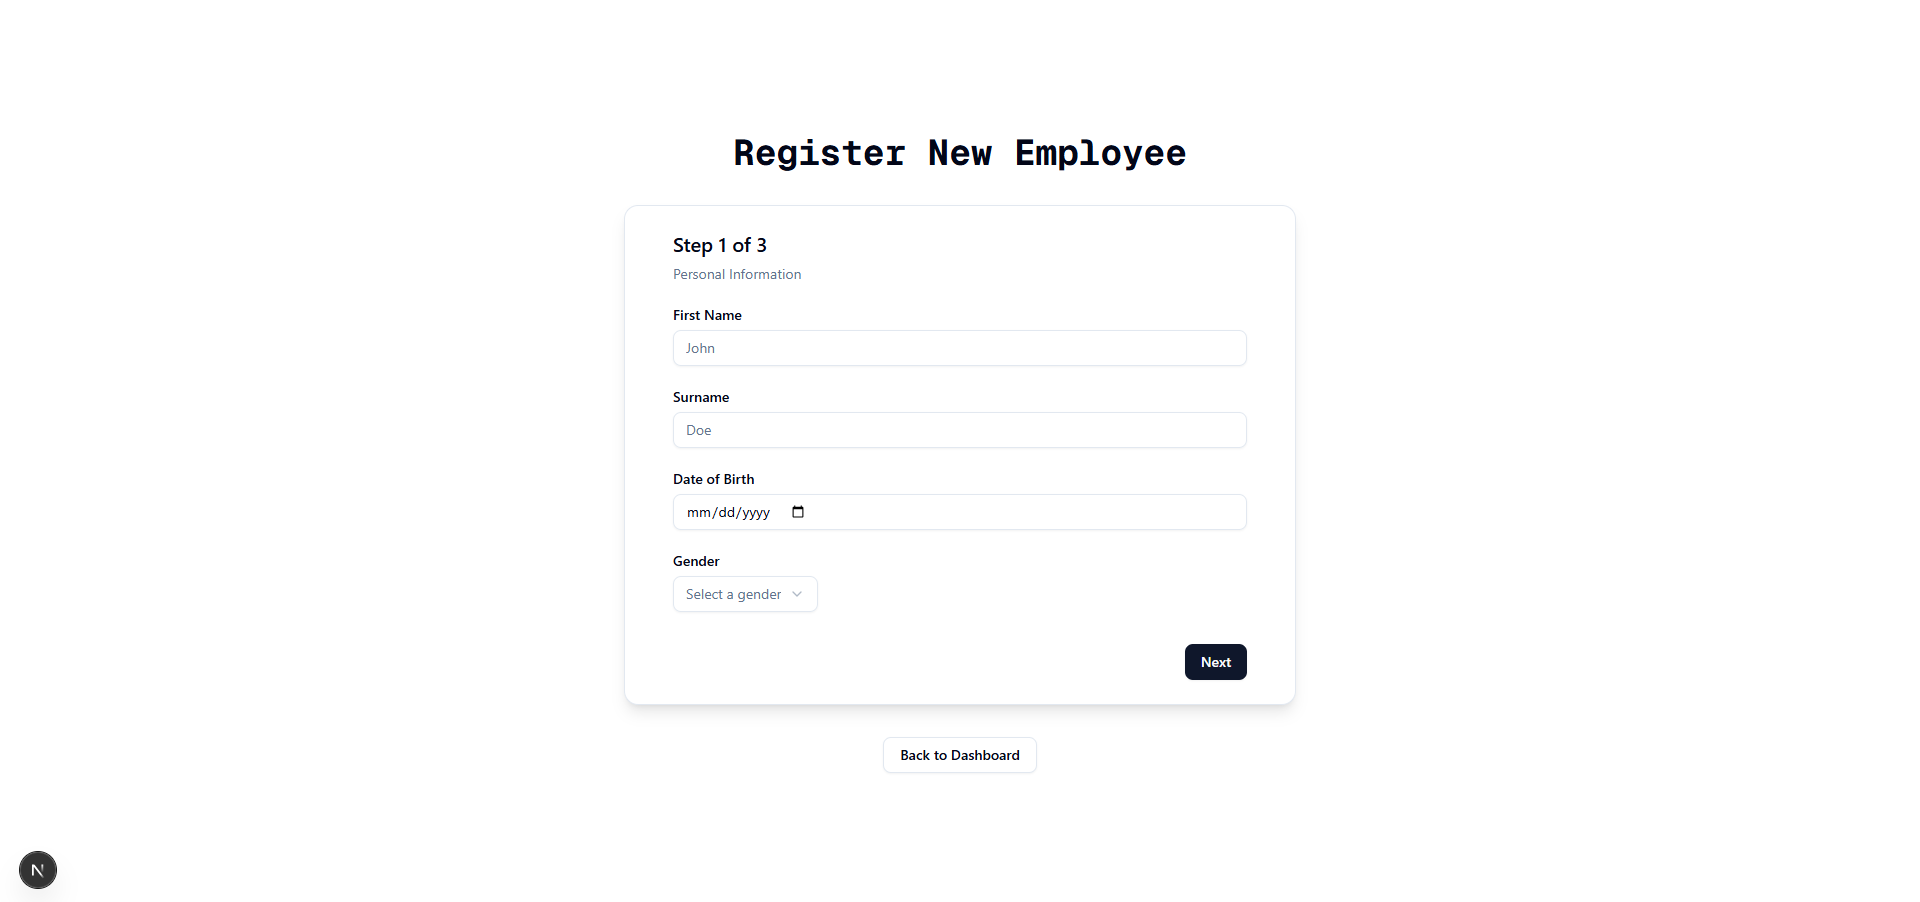 Register New Employee
Step 1 of 3
Personal Information
First Name
John
Surname
Doe
Date of Birth
mm/dd/yyyy
Gender
Select a gender
Next
Back to Dashboard
N